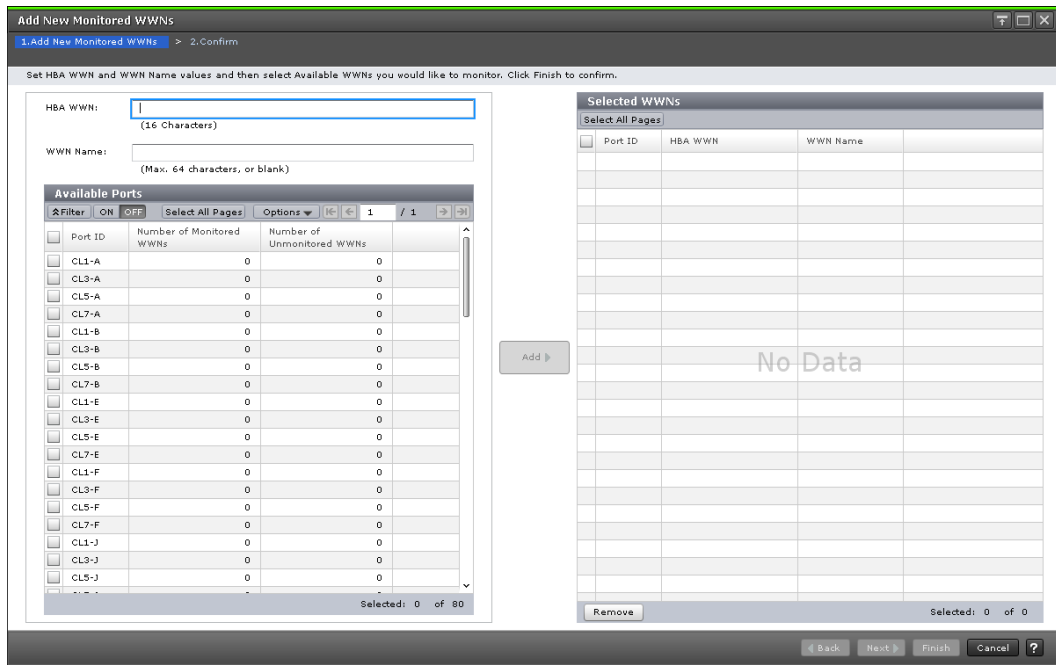 Add New Monitored WWNs
1.Add New Monitored WWNs > 2.Confirm
Set HBA WWN and WWN Name values and then select Available WWNs you would like to monitor. Click Finish to confirm.
HBA WWN:
(16 Characters)
WWN Name:
(Max. 64 characters, or blank)
Available Ports
Filter ON OFF Select All Pages Options 1 / 1
Port ID Number of Monitored WWNs Number of Unmonitored WWNs
CL1-A 0 0
CL3-A 0 0
CL5-A 0 0
CL7-A 0 0
CL1-B 0 0
CL3-B 0 0
CL5-B 0 0
CL7-B 0 0
CL1-E 0 0
CL3-E 0 0
CL5-E 0 0
CL7-E 0 0
CL1-F 0 0
CL3-F 0 0
CL5-F 0 0
CL7-F 0 0
CL1-J 0 0
CL3-J 0 0
CL5-J 0 0
Selected: 0 of 80
Add
Selected WWNs
Select All Pages
Port ID HBA WWN WWN Name
No Data
Remove Selected: 0 of 0
Back Next Finish Cancel ?